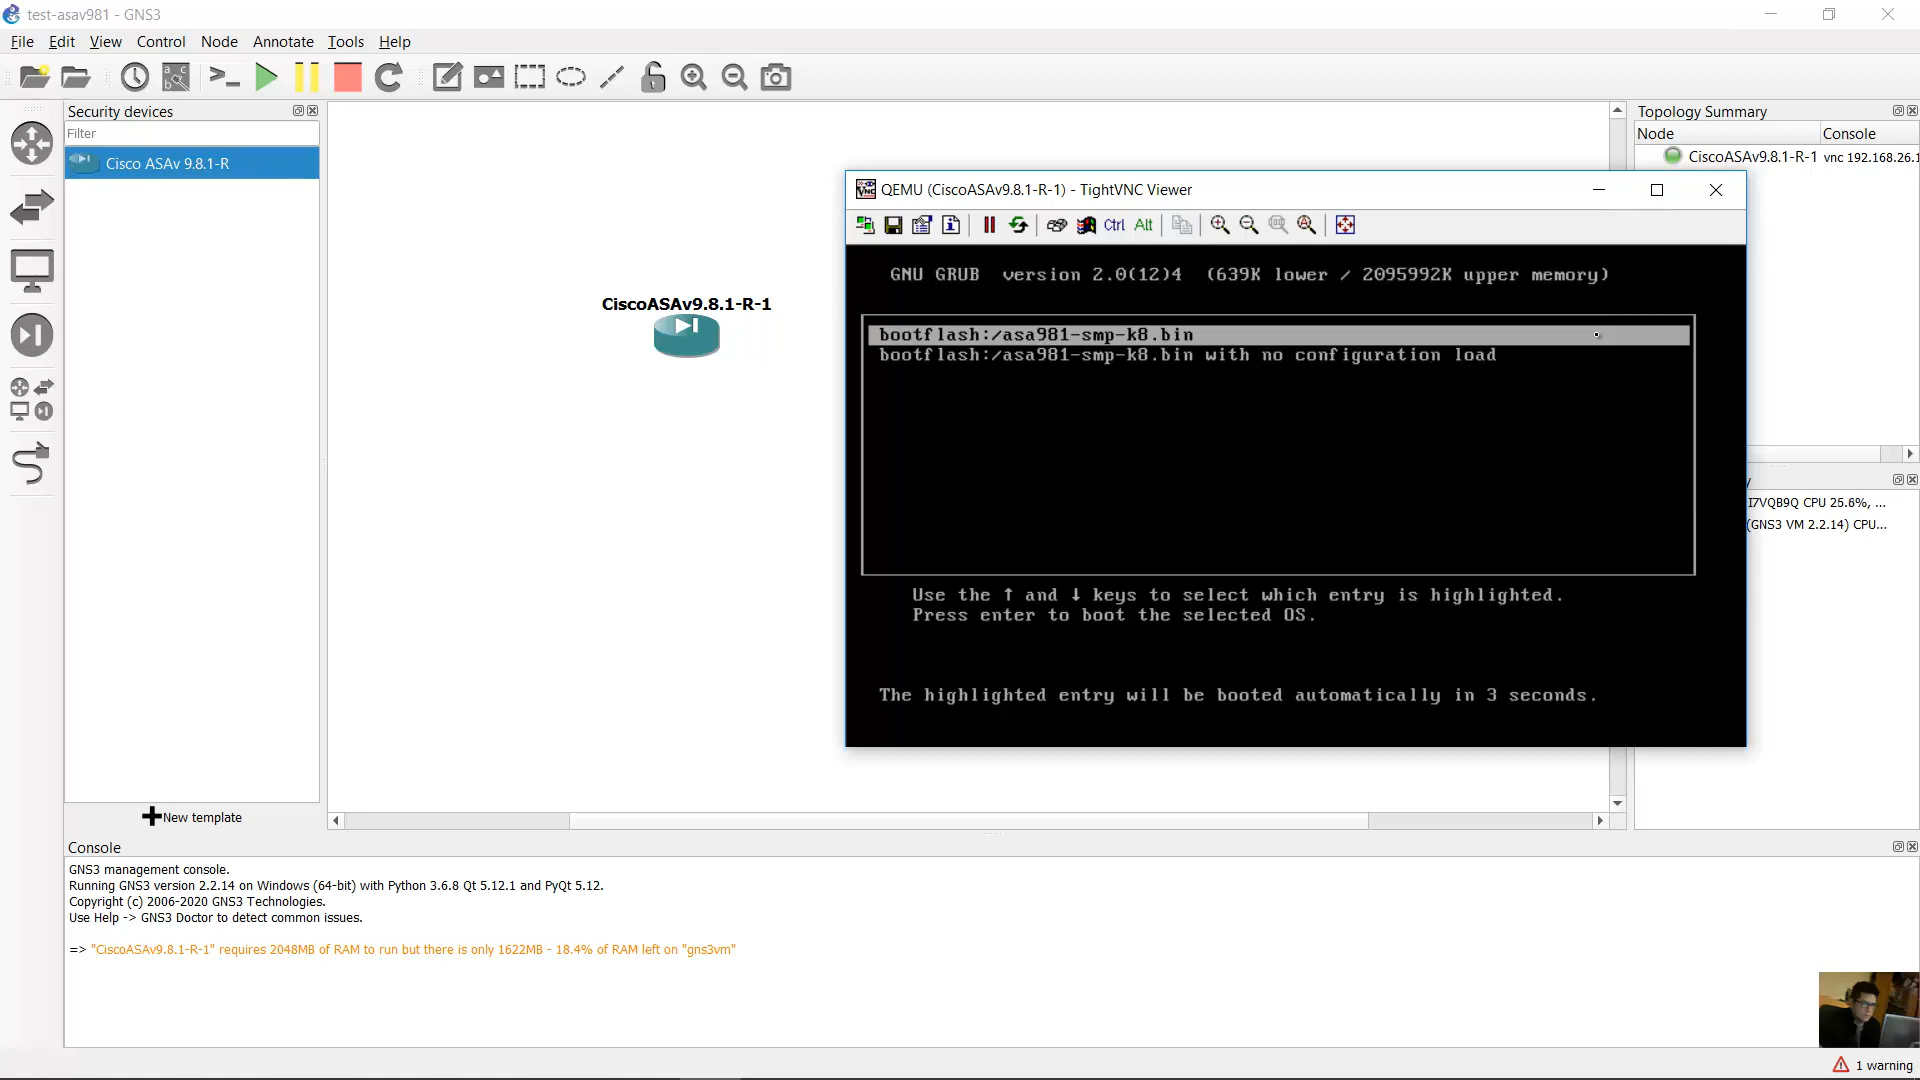 test-asav981 - GNS3
File Edit View Control Node Annotate Tools Help
Security devices
Filter
Cisco ASAv 9.8.1-R
New template
CiscoASAv9.8.1-R-1
Topology Summary
Node Console
CiscoASAv9.8.1-R-1 vnc 192.168.26.1
QEMU (CiscoASAv9.8.1-R-1) - TightVNC Viewer
Ctrl Alt
GNU GRUB version 2.0(12)4 (639K lower / 2095992K upper memory)
bootflash:/asa981-smp-k8.bin
bootflash:/asa981-smp-k8.bin with no configuration load
Use the ↑ and ↓ keys to select which entry is highlighted.
Press enter to boot the selected OS.
The highlighted entry will be booted automatically in 3 seconds.
I7VQB9Q CPU 25.6%, ...
(GNS3 VM 2.2.14) CPU...
Console
GNS3 management console.
Running GNS3 version 2.2.14 on Windows (64-bit) with Python 3.6.8 Qt 5.12.1 and PyQt 5.12.
Copyright (c) 2006-2020 GNS3 Technologies.
Use Help -> GNS3 Doctor to detect common issues.
=> "CiscoASAv9.8.1-R-1" requires 2048MB of RAM to run but there is only 1622MB - 18.4% of RAM left on "gns3vm"
1 warning